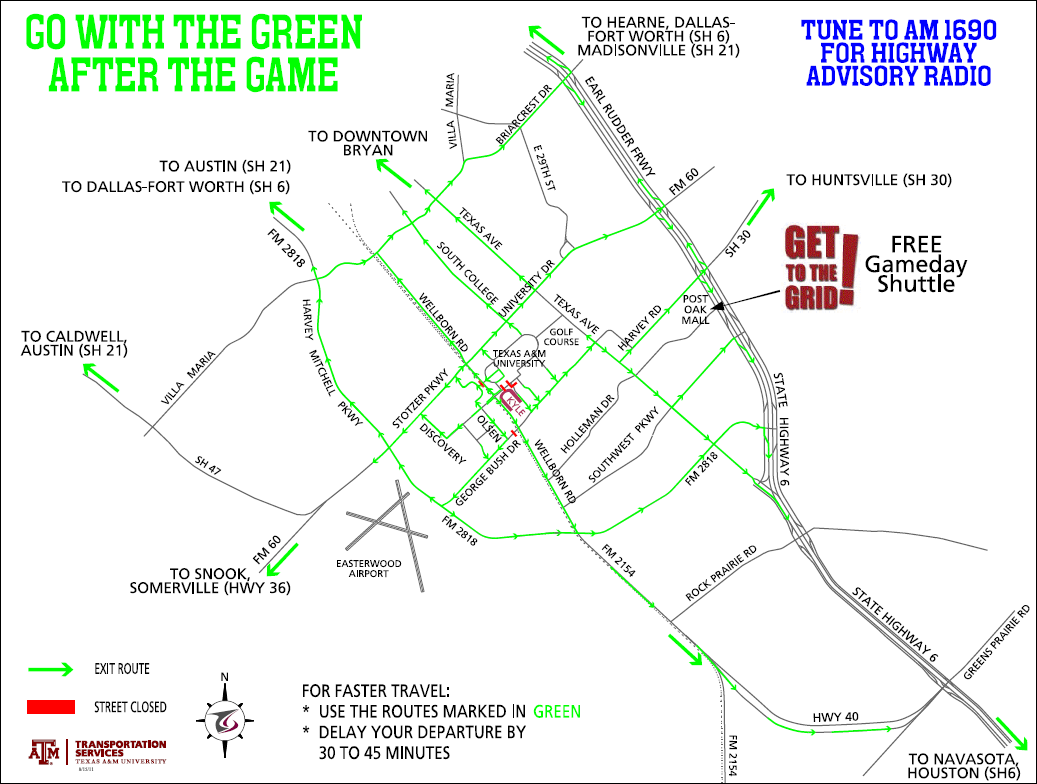 GO WITH THE GREEN
AFTER THE GAME
TO HEARNE, DALLAS-
FORT WORTH (SH 6)
MADISONVILLE (SH 21)
TUNE TO AM 1690
FOR HIGHWAY
ADVISORY RADIO
VILLA MARIA
BRIARCREST DR
EARL RUDDER FRWY
TO DOWNTOWN
BRYAN
E 29TH ST
TO AUSTIN (SH 21)
TO DALLAS-FORT WORTH (SH 6)
FM 60
TO HUNTSVILLE (SH 30)
FM 2818
TEXAS AVE
SOUTH COLLEGE
UNIVERSITY DR
SH 30
GET
TO THE
GRID!
FREE
Gameday
Shuttle
HARVEY MITCHELL PKWY
WELLBORN RD
TEXAS AVE
HARVEY RD
POST
OAK
MALL
GOLF
COURSE
TO CALDWELL,
AUSTIN (SH 21)
VILLA MARIA
TEXAS A&M
UNIVERSITY
STOTZER PKWY
KYLE
STATE HIGHWAY 6
DISCOVERY
OLSEN
HOLLEMAN DR
SOUTHWEST PKWY
SH 47
GEORGE BUSH DR
WELLBORN RD
FM 2818
FM 2818
FM 60
EASTERWOOD
AIRPORT
FM 2154
ROCK PRAIRIE RD
TO SNOOK,
SOMERVILLE (HWY 36)
STATE HIGHWAY 6
GREENS PRAIRIE RD
EXIT ROUTE
STREET CLOSED
N
FOR FASTER TRAVEL:
* USE THE ROUTES MARKED IN GREEN
* DELAY YOUR DEPARTURE BY
30 TO 45 MINUTES
HWY 40
FM 2154
TO NAVASOTA,
HOUSTON (SH6)
ATM
TRANSPORTATION
SERVICES
TEXAS A&M UNIVERSITY